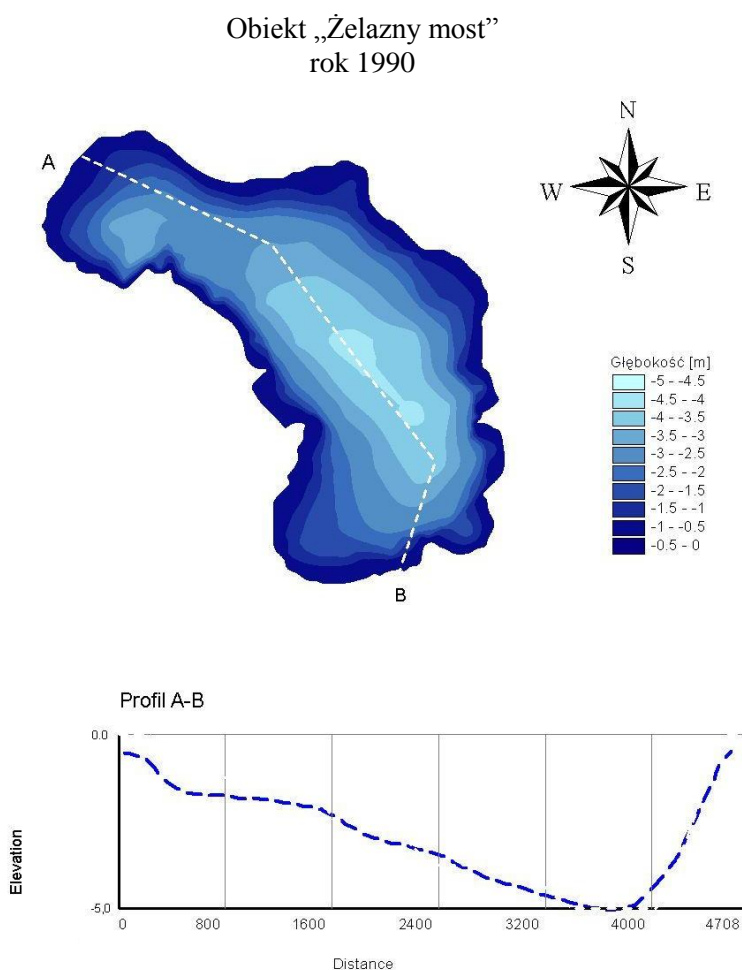 Obiekt „Żelazny most”
rok 1990
N
A
W E
S
Głębokość [m]
-5 - -4.5
-4.5 - -4
-4 - -3.5
-3.5 - -3
-3 - -2.5
-2.5 - -2
-2 - -1.5
-1.5 - -1
-1 - -0.5
-0.5 - 0
B
Profil A-B
0.0
Elevation
-5,0
0 800 1600 2400 3200 4000 4708
Distance